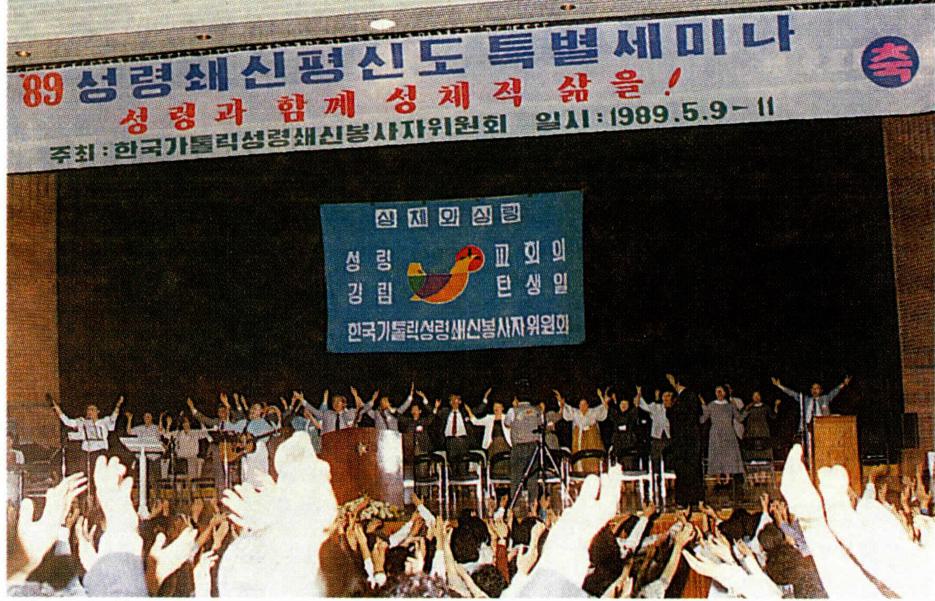 '89 성령쇄신평신도 특별세미나
축
성령과 함께 성체적 삶을!
주최:한국가톨릭성령쇄신봉사자위원회 일시:1989.5.9-11
성체와성령
성령 교회의
강림 탄생일
한국가톨릭성령쇄신봉사자위원회